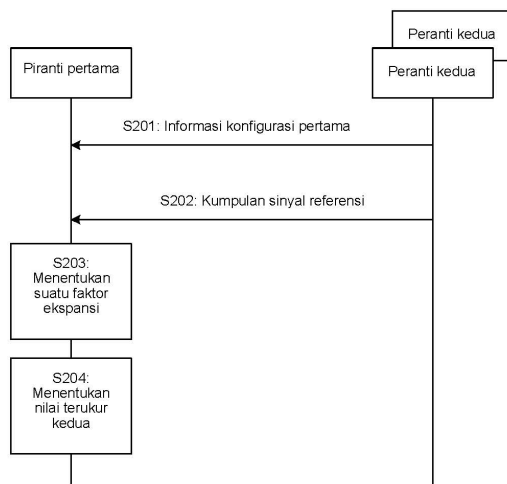 Peranti kedua
Piranti pertama
Peranti kedua
S201: Informasi konfigurasi pertama
S202: Kumpulan sinyal referensi
S203:
Menentukan
suatu faktor
ekspansi
S204:
Menentukan
nilai terukur
kedua